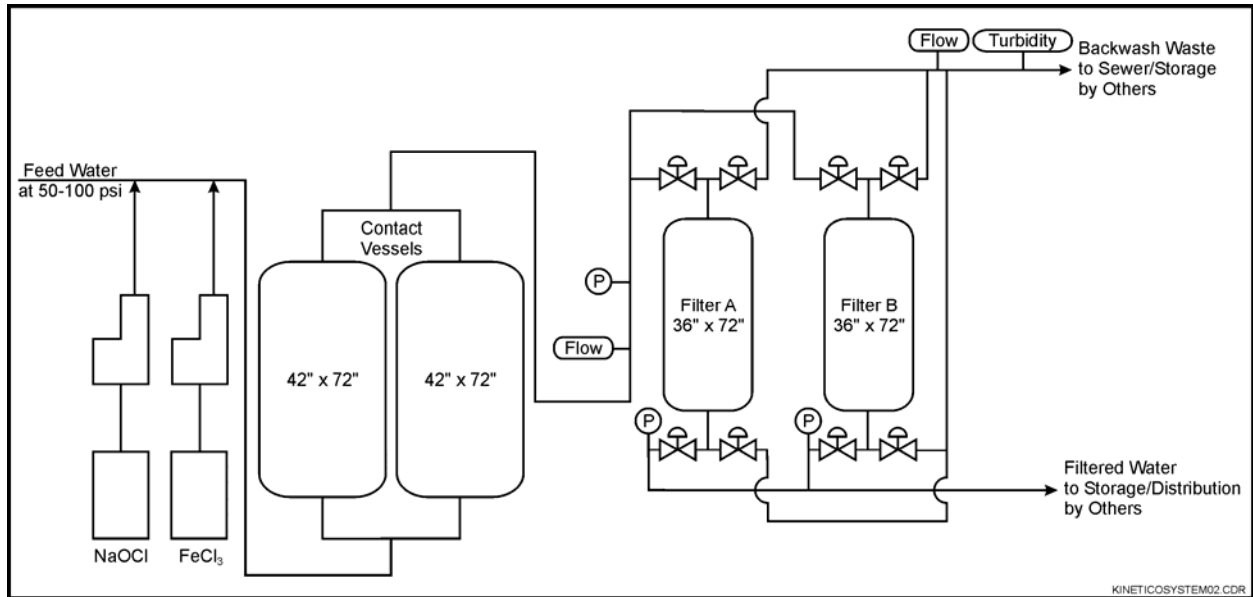 Flow
Turbidity
Backwash Waste
to Sewer/Storage
by Others
Feed Water
at 50-100 psi
Contact
Vessels
P
Filter A
36" x 72"
Filter B
36" x 72"
Flow
42" x 72"
42" x 72"
P
P
Filtered Water
to Storage/Distribution
by Others
NaOCl
FeCl₃
KINETICOSYSTEM02.CDR